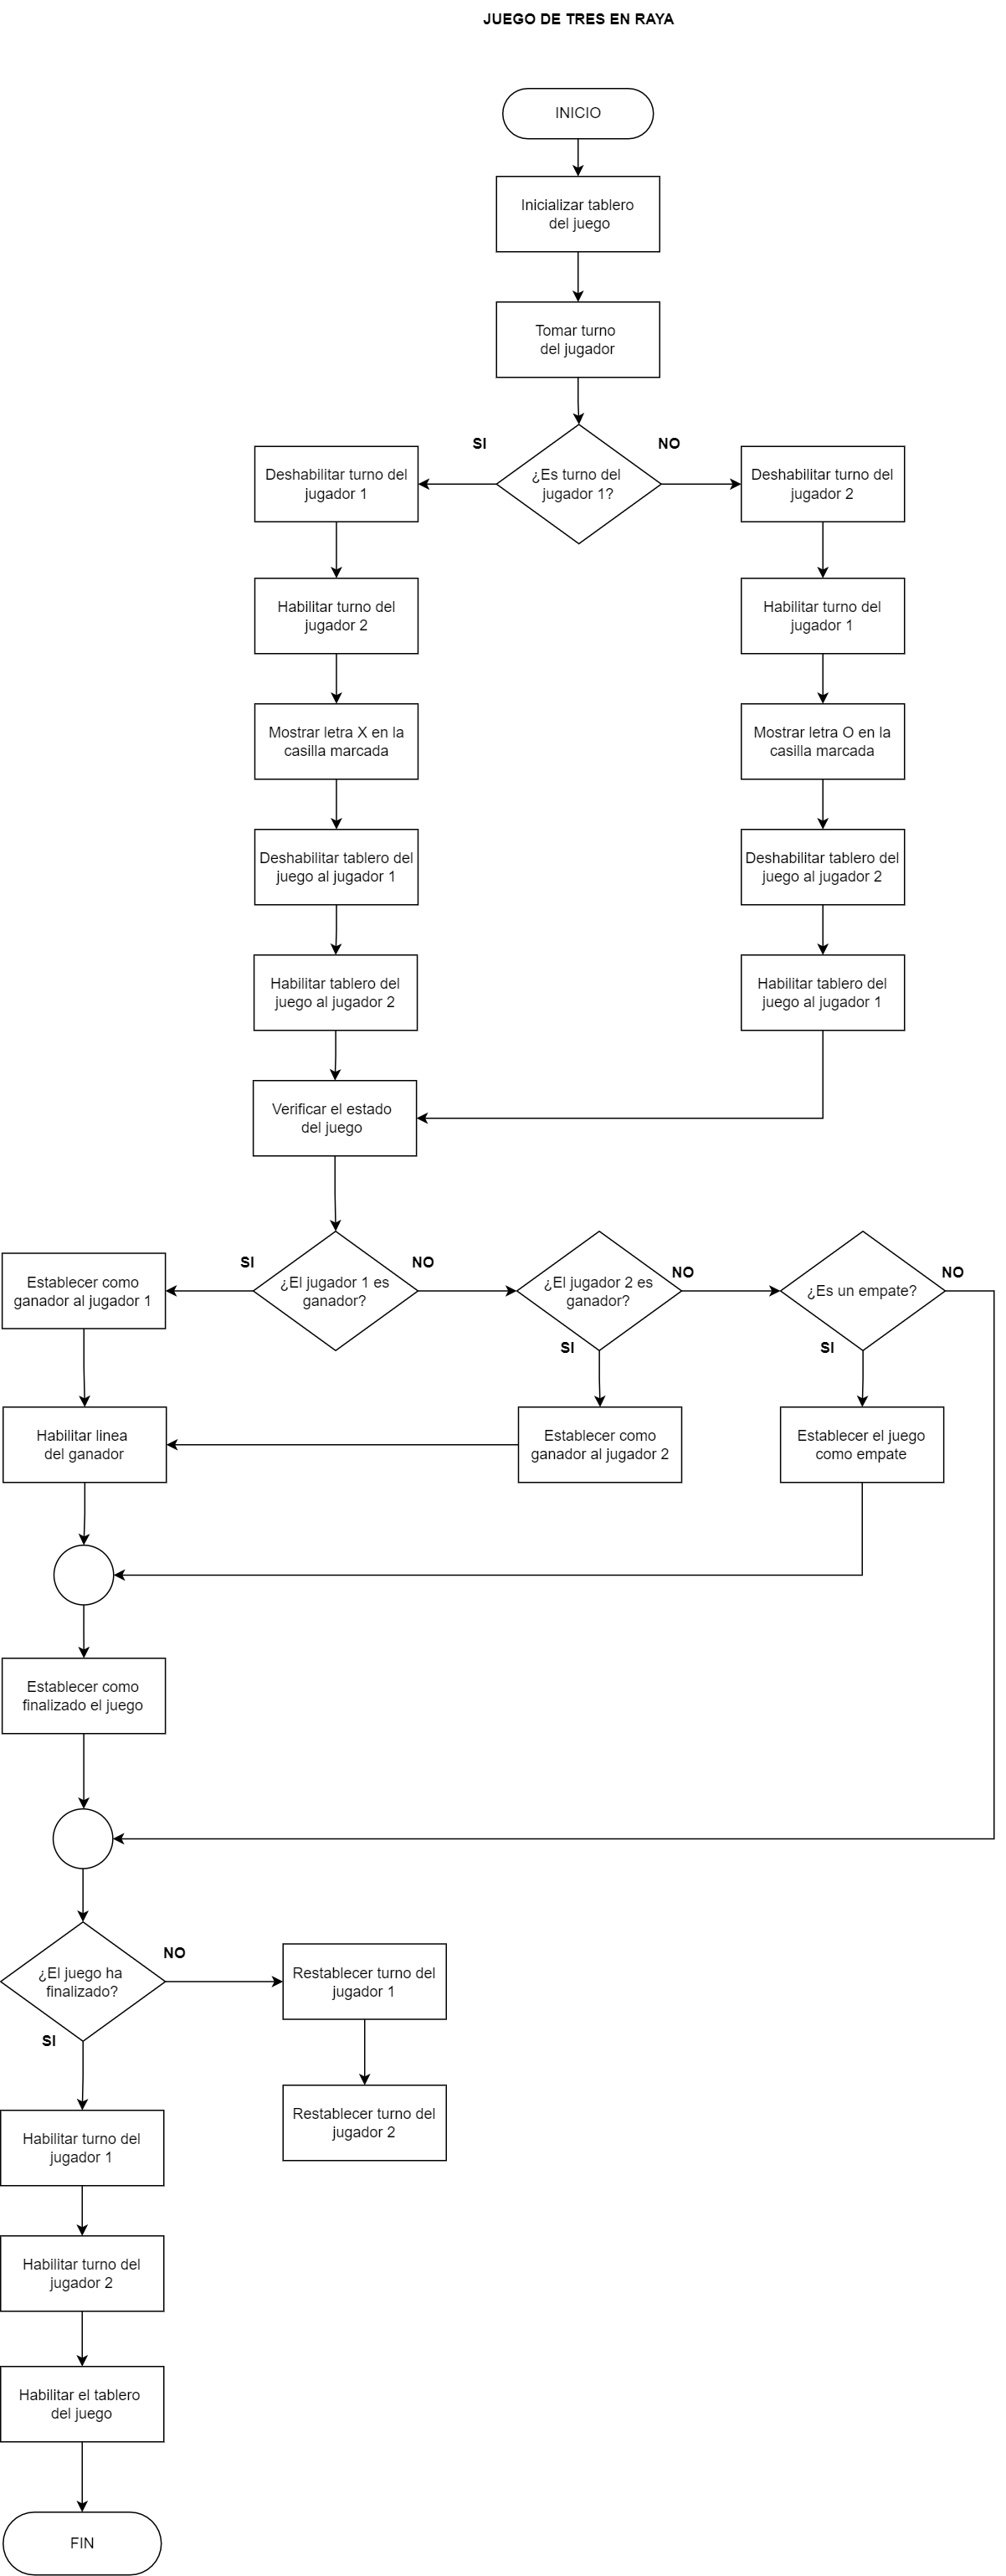 JUEGO DE TRES EN RAYA
INICIO
Inicializar tablero
del juego
Tomar turno
del jugador
SI
¿Es turno del
jugador 1?
NO
Deshabilitar turno del
jugador 1
Deshabilitar turno del
jugador 2
Habilitar turno del
jugador 2
Habilitar turno del
jugador 1
Mostrar letra X en la
casilla marcada
Mostrar letra O en la
casilla marcada
Deshabilitar tablero del
juego al jugador 1
Deshabilitar tablero del
juego al jugador 2
Habilitar tablero del
juego al jugador 2
Habilitar tablero del
juego al jugador 1
Verificar el estado
del juego
SI
¿El jugador 1 es
ganador?
NO
¿El jugador 2 es
ganador?
NO
¿Es un empate?
NO
Establecer como
ganador al jugador 1
SI
SI
Habilitar linea
del ganador
Establecer como
ganador al jugador 2
Establecer el juego
como empate
Establecer como
finalizado el juego
¿El juego ha
finalizado?
NO
SI
Restablecer turno del
jugador 1
Restablecer turno del
jugador 2
Habilitar turno del
jugador 1
Habilitar turno del
jugador 2
Habilitar el tablero
del juego
FIN